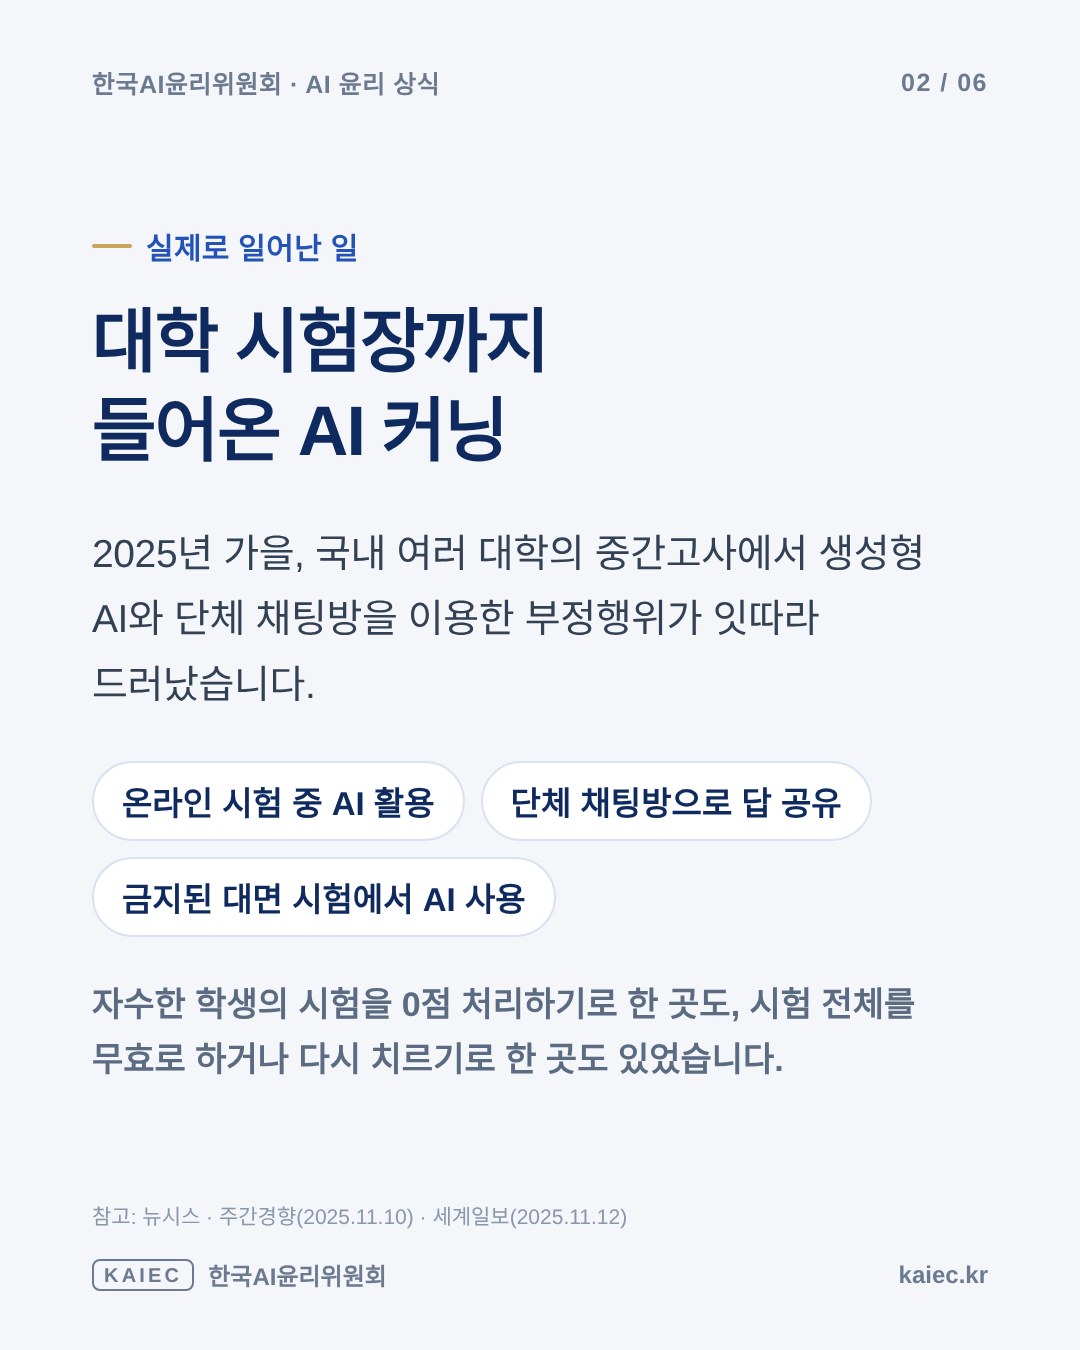 한국AI윤리위원회 · AI 윤리 상식
02 / 06
실제로 일어난 일
대학 시험장까지
들어온 AI 커닝
2025년 가을, 국내 여러 대학의 중간고사에서 생성형
AI와 단체 채팅방을 이용한 부정행위가 잇따라
드러났습니다.
온라인 시험 중 AI 활용
단체 채팅방으로 답 공유
금지된 대면 시험에서 AI 사용
자수한 학생의 시험을 0점 처리하기로 한 곳도, 시험 전체를
무효로 하거나 다시 치르기로 한 곳도 있었습니다.
참고: 뉴시스 · 주간경향(2025.11.10) · 세계일보(2025.11.12)
KAIEC 한국AI윤리위원회
kaiec.kr